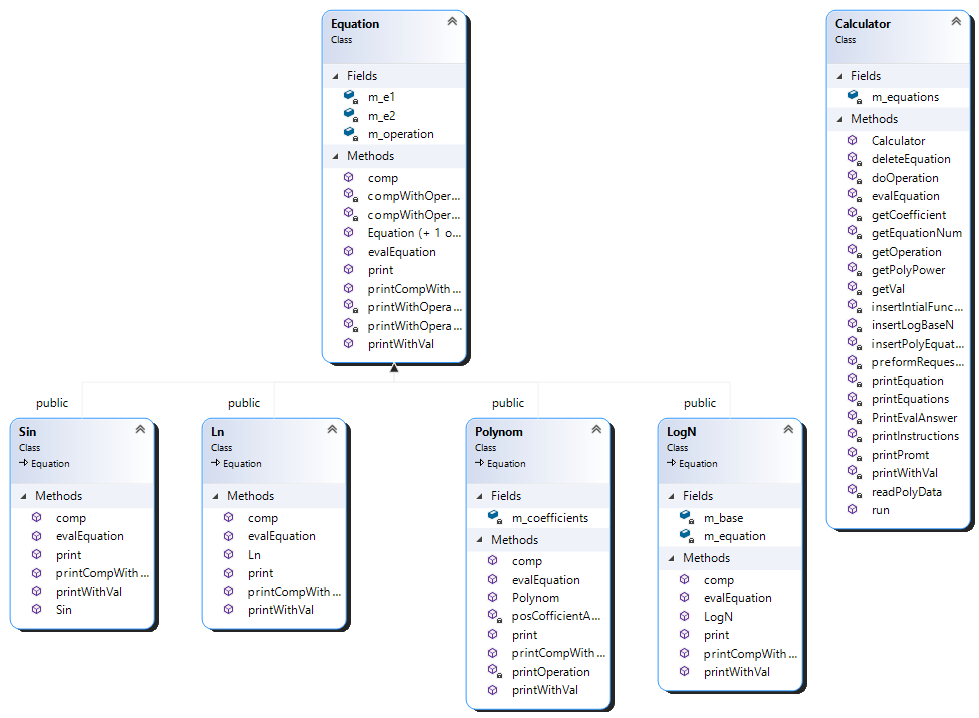 Equation
Class
Fields
m_e1
m_e2
m_operation
Methods
comp
compWithOper...
compWithOper...
Equation (+ 1 o...
evalEquation
print
printCompWith...
printWithOpera...
printWithOpera...
printWithVal
Calculator
Class
Fields
m_equations
Methods
Calculator
deleteEquation
doOperation
evalEquation
getCoefficient
getEquationNum
getOperation
getPolyPower
getVal
insertIntialFunc...
insertLogBaseN
insertPolyEquat...
preformReques...
printEquation
printEquations
PrintEvalAnswer
printInstructions
printPromt
printWithVal
readPolyData
run
public
Sin
Class
Equation
Methods
comp
evalEquation
print
printCompWith...
printWithVal
Sin
public
Ln
Class
Equation
Methods
comp
evalEquation
Ln
print
printCompWith...
printWithVal
public
Polynom
Class
Equation
Fields
m_coefficients
Methods
comp
evalEquation
Polynom
posCofficientA...
print
printCompWith...
printOperation
printWithVal
public
LogN
Class
Equation
Fields
m_base
m_equation
Methods
comp
evalEquation
LogN
print
printCompWith...
printWithVal